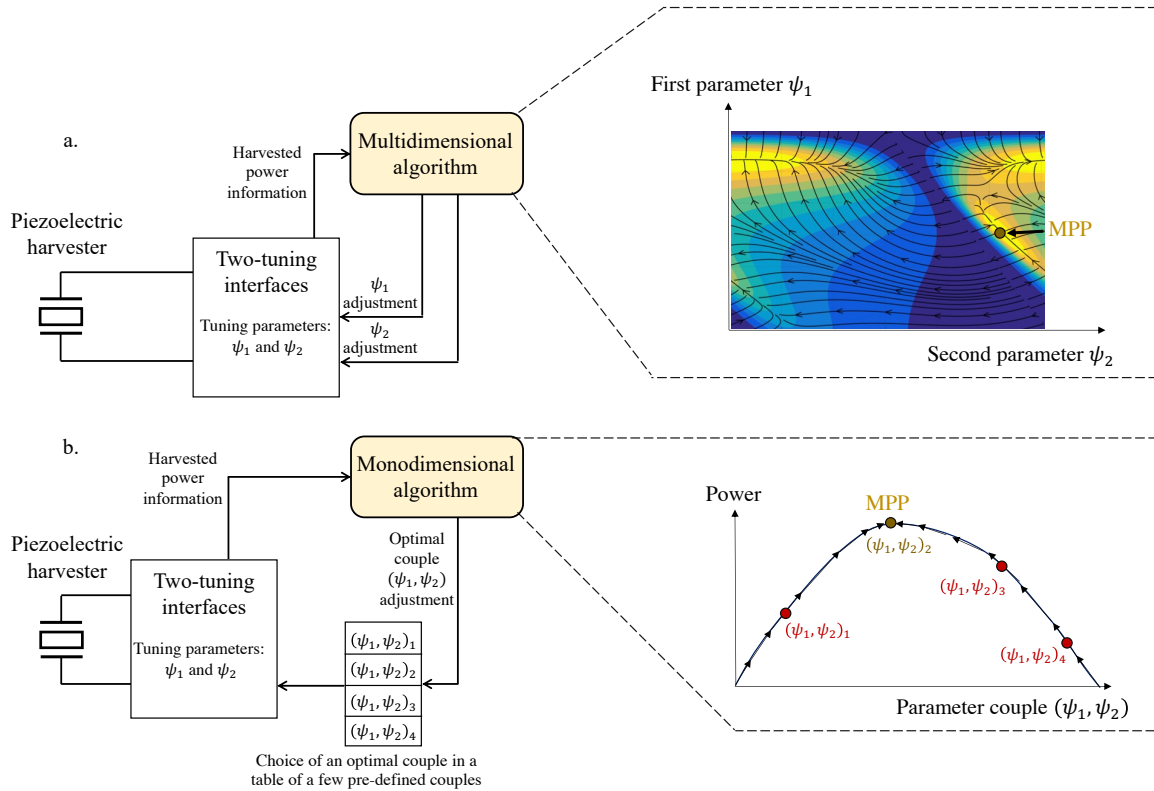 a.
Piezoelectric
harvester
Harvested
power
information
Multidimensional
algorithm
Two-tuning
interfaces
Tuning parameters:
ψ₁ and ψ₂
ψ₁
adjustment
ψ₂
adjustment
First parameter ψ₁
MPP
Second parameter ψ₂
b.
Piezoelectric
harvester
Harvested
power
information
Monodimensional
algorithm
Two-tuning
interfaces
Tuning parameters:
ψ₁ and ψ₂
Optimal
couple
(ψ₁, ψ₂)
adjustment
(ψ₁, ψ₂)₁
(ψ₁, ψ₂)₂
(ψ₁, ψ₂)₃
(ψ₁, ψ₂)₄
Choice of an optimal couple in a
table of a few pre-defined couples
Power
MPP
(ψ₁, ψ₂)₂
(ψ₁, ψ₂)₃
(ψ₁, ψ₂)₁
(ψ₁, ψ₂)₄
Parameter couple (ψ₁, ψ₂)